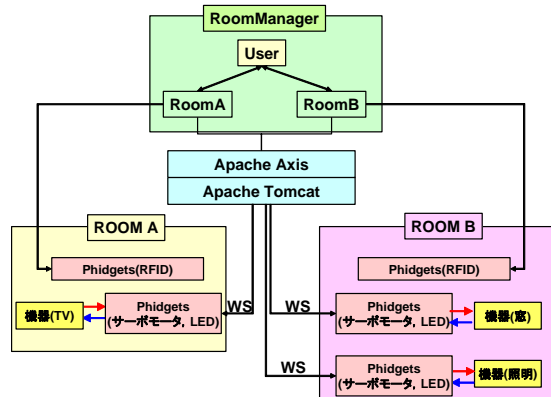 RoomManager
User
RoomA
RoomB
Apache Axis
Apache Tomcat
ROOM A
Phidgets(RFID)
機器(TV)
Phidgets
(サーボモータ, LED)
WS
ROOM B
Phidgets(RFID)
WS
Phidgets
(サーボモータ, LED)
機器(窓)
WS
Phidgets
(サーボモータ, LED)
機器(照明)